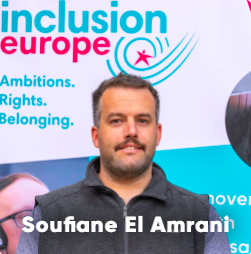 inclusion
europe
Ambitions.
Rights.
Belonging.
Soufiane El Amrani